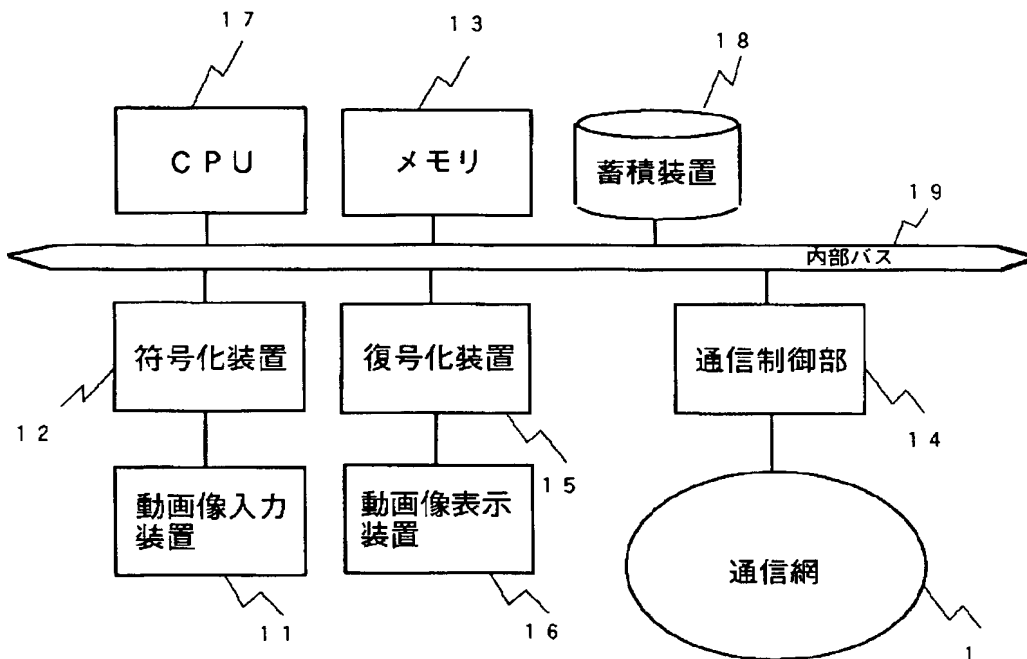 １７
１３
１８
ＣＰＵ
メモリ
蓄積装置
１９
内部バス
符号化装置
復号化装置
通信制御部
１２
１５
１４
動画像入力
装置
動画像表示
装置
通信網
１１
１６
１